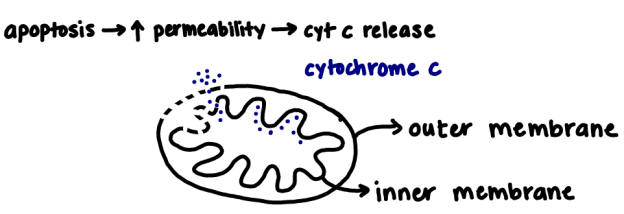 apoptosis → ↑ permeability → cyt c release
cytochrome c
outer membrane
inner membrane